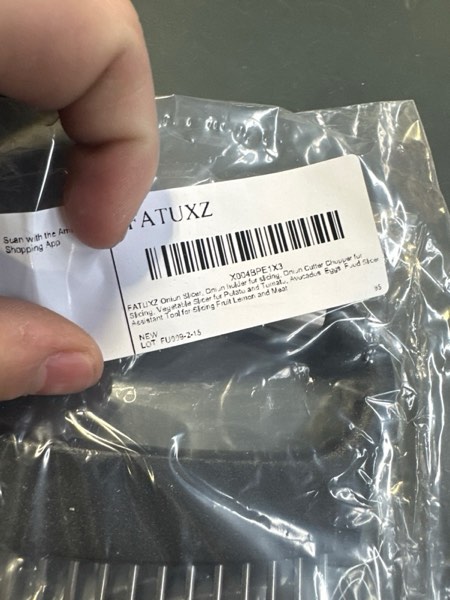 Scan with the Am
Shopping App
FATUXZ
X004BPE1X3
FATUXZ Onion Slicer, Onion holder for slicing, Onion Cutter Chopper for
Slicing, Vegetable Slicer for Potato and Tomato, Avocados, Eggs, Food Slicer
Assistant Tool for Slicing Fruit Lemon and Meat
NEW
LOT